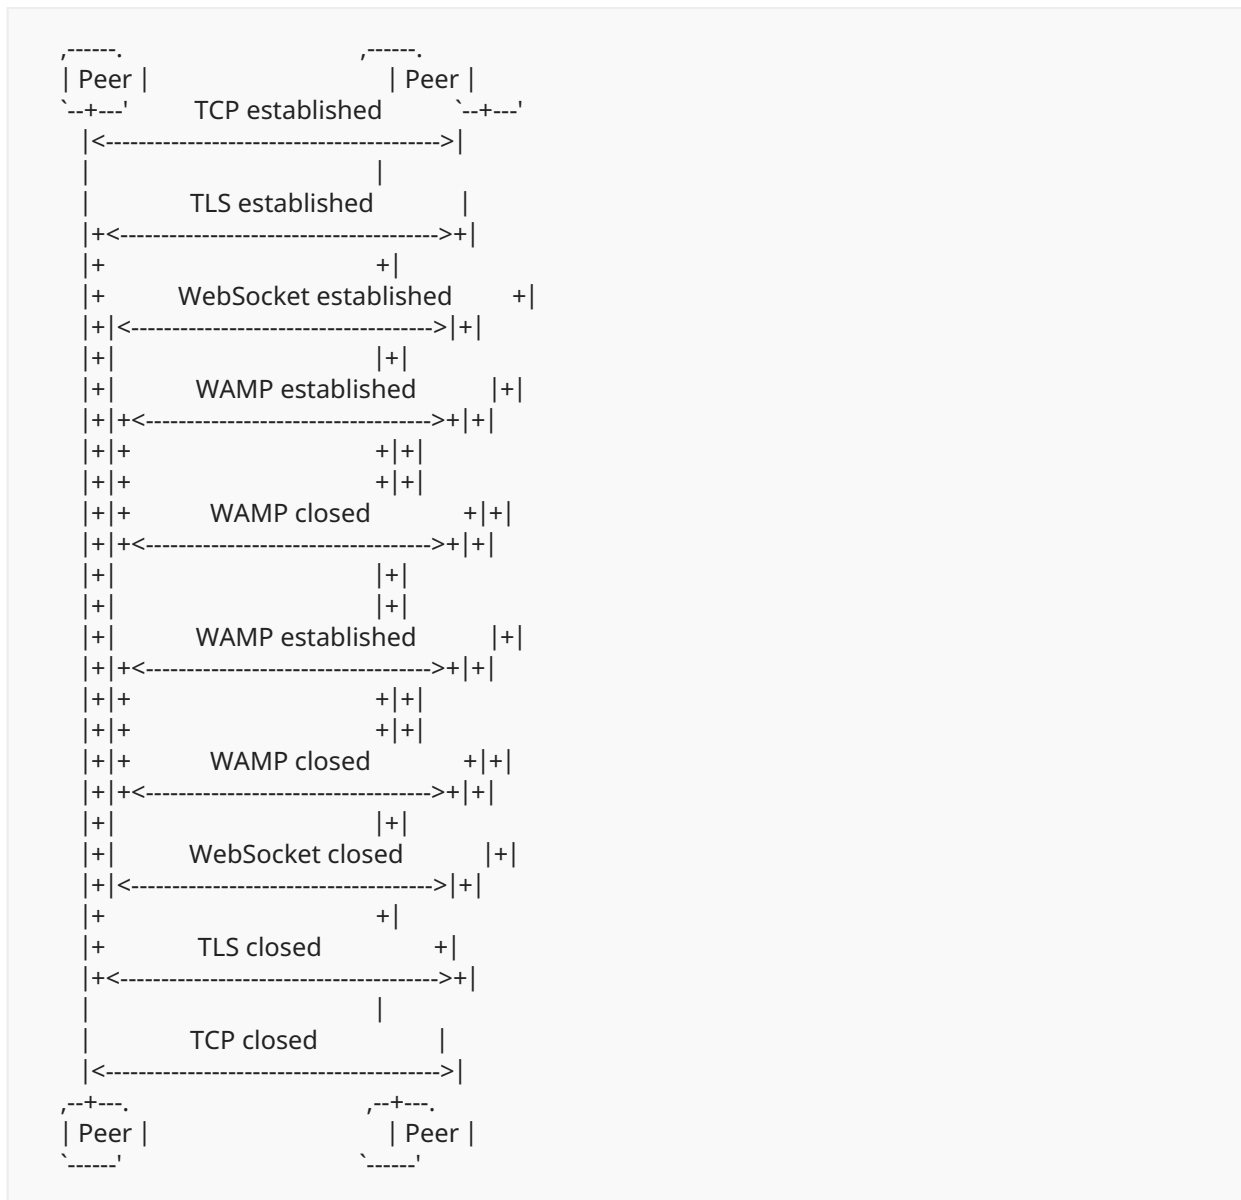 ,------.                                    ,------.
| Peer |                                    | Peer |
`--+---'          TCP established           `--+---'
   |<----------------------------------------->|
   |                                           |
   |               TLS established             |
   |+<--------------------------------------->+|
   |+                                         +|
   |+           WebSocket established         +|
   |+|<------------------------------------->|+|
   |+|                                       |+|
   |+|            WAMP established           |+|
   |+|+<----------------------------------->+|+|
   |+|+                                     +|+|
   |+|+                                     +|+|
   |+|+             WAMP closed             +|+|
   |+|+<----------------------------------->+|+|
   |+|                                       |+|
   |+|                                       |+|
   |+|            WAMP established           |+|
   |+|+<----------------------------------->+|+|
   |+|+                                     +|+|
   |+|+                                     +|+|
   |+|+             WAMP closed             +|+|
   |+|+<----------------------------------->+|+|
   |+|                                       |+|
   |+|           WebSocket closed            |+|
   |+|<------------------------------------->|+|
   |+                                         +|
   |+                TLS closed               +|
   |+<--------------------------------------->+|
   |                                           |
   |               TCP closed                  |
   |<----------------------------------------->|
,--+---.                                    ,--+---.
| Peer |                                    | Peer |
`------'                                    `------'